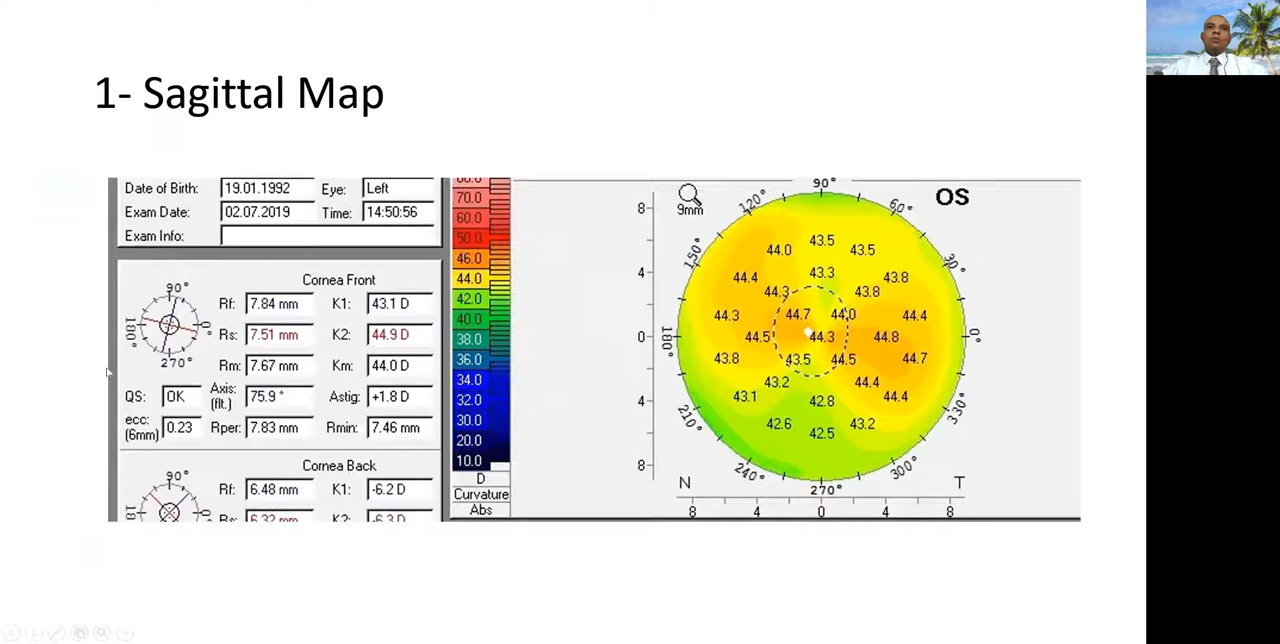 1- Sagittal Map
Date of Birth: 19.01.1992 Eye: Left
Exam Date: 02.07.2019 Time: 14:50:56
Exam Info:
Cornea Front
90°
180° 0°
270°
Rf: 7.84 mm K1: 43.1 D
Rs: 7.51 mm K2: 44.9 D
Rm: 7.67 mm Km: 44.0 D
QS: OK Axis: (flt.) 75.9 ° Astig: +1.8 D
ecc: (6mm) 0.23 Rper: 7.83 mm Rmin: 7.46 mm
Cornea Back
90°
Rf: 6.48 mm K1: -6.2 D
Rs: 6.32 mm K2: -6.3 D
70.0
60.0
50.0
46.0
44.0
42.0
40.0
38.0
36.0
34.0
32.0
30.0
20.0
10.0
D
Curvature
Abs
9mm
OS
90°
120° 60°
150° 30°
180° 0°
210° 330°
240° 300°
270°
8
4
0
4
8
43.5
44.0 43.5
44.4 43.3 43.8
44.3 43.8
44.3 44.7 44.0 44.4
44.5 44.3 44.8
43.8 43.5 44.5 44.7
43.2 44.4
43.1 42.8 44.4
42.6 42.5 43.2
N T
8 4 0 4 8